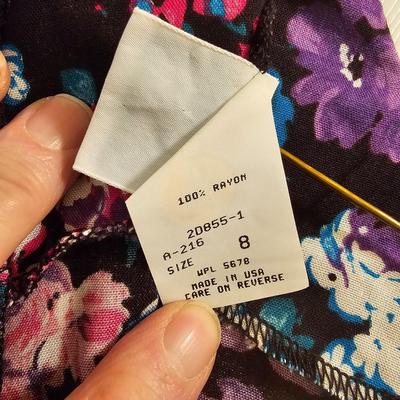 100% RAYON
2D855-1
A-216 8
SIZE
WPL 5678
MADE IN USA
CARE ON REVERSE